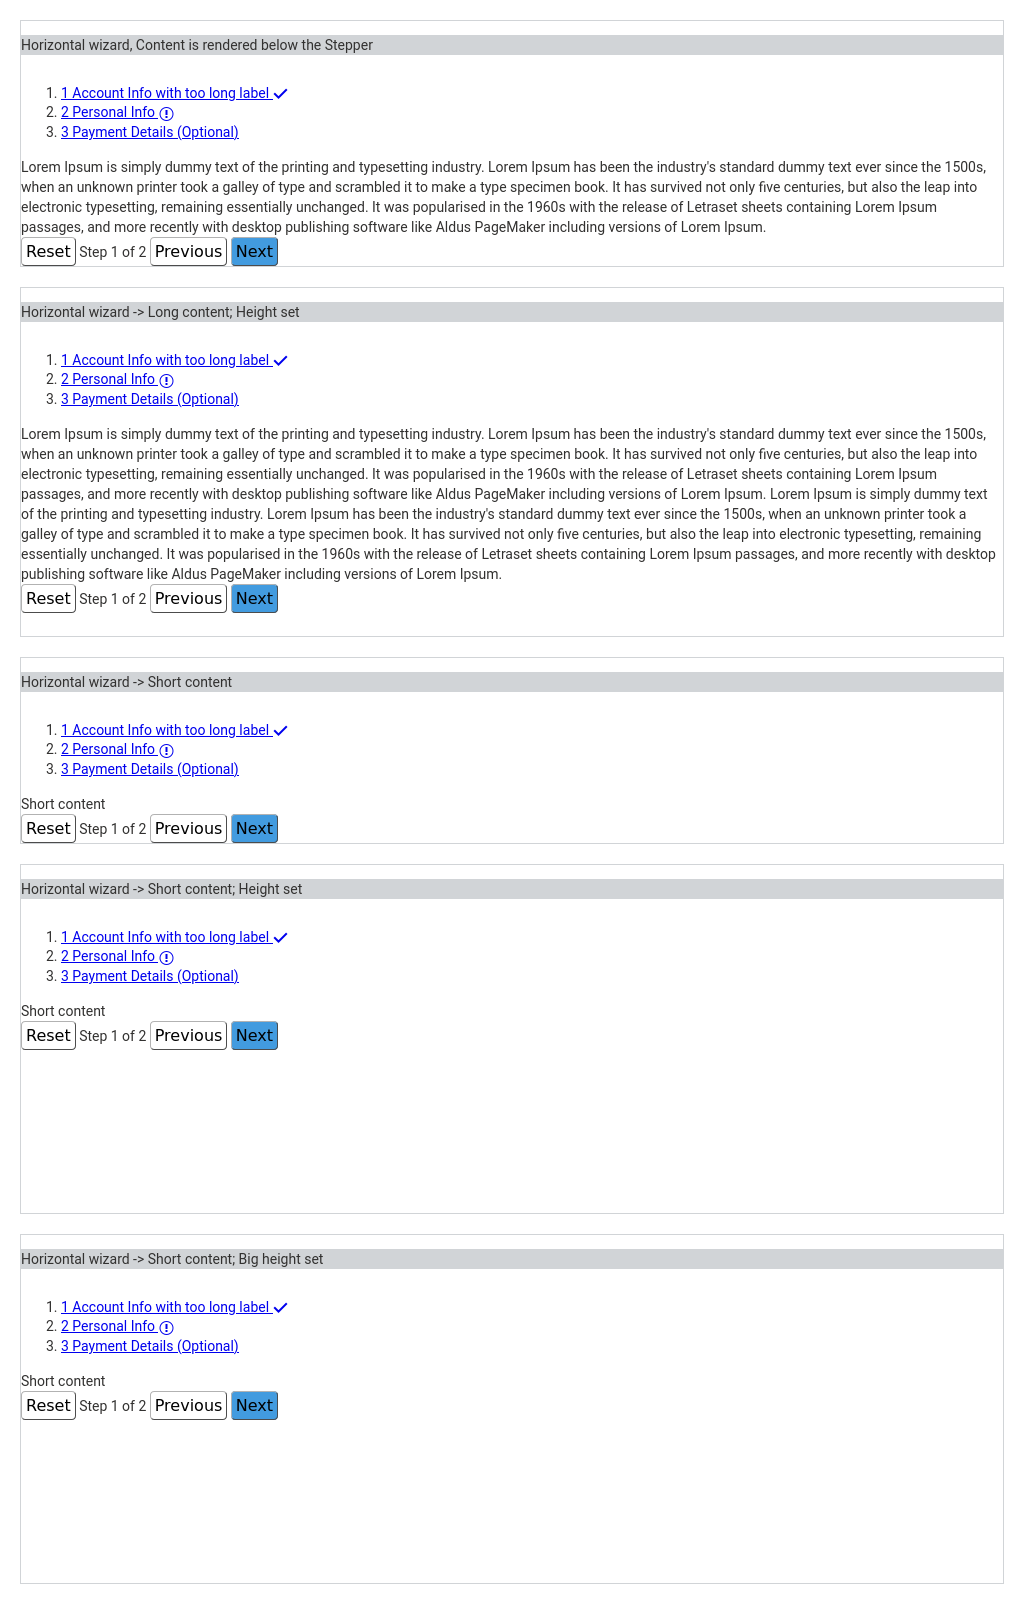 Horizontal wizard, Content is rendered below the Stepper
1. 1 Account Info with too long label
2. 2 Personal Info
3. 3 Payment Details (Optional)
Lorem Ipsum is simply dummy text of the printing and typesetting industry. Lorem Ipsum has been the industry's standard dummy text ever since the 1500s,
when an unknown printer took a galley of type and scrambled it to make a type specimen book. It has survived not only five centuries, but also the leap into
electronic typesetting, remaining essentially unchanged. It was popularised in the 1960s with the release of Letraset sheets containing Lorem Ipsum
passages, and more recently with desktop publishing software like Aldus PageMaker including versions of Lorem Ipsum.
Reset Step 1 of 2 Previous Next
Horizontal wizard -> Long content; Height set
1. 1 Account Info with too long label
2. 2 Personal Info
3. 3 Payment Details (Optional)
Lorem Ipsum is simply dummy text of the printing and typesetting industry. Lorem Ipsum has been the industry's standard dummy text ever since the 1500s,
when an unknown printer took a galley of type and scrambled it to make a type specimen book. It has survived not only five centuries, but also the leap into
electronic typesetting, remaining essentially unchanged. It was popularised in the 1960s with the release of Letraset sheets containing Lorem Ipsum
passages, and more recently with desktop publishing software like Aldus PageMaker including versions of Lorem Ipsum. Lorem Ipsum is simply dummy text
of the printing and typesetting industry. Lorem Ipsum has been the industry's standard dummy text ever since the 1500s, when an unknown printer took a
galley of type and scrambled it to make a type specimen book. It has survived not only five centuries, but also the leap into electronic typesetting, remaining
essentially unchanged. It was popularised in the 1960s with the release of Letraset sheets containing Lorem Ipsum passages, and more recently with desktop
publishing software like Aldus PageMaker including versions of Lorem Ipsum.
Reset Step 1 of 2 Previous Next
Horizontal wizard -> Short content
1. 1 Account Info with too long label
2. 2 Personal Info
3. 3 Payment Details (Optional)
Short content
Reset Step 1 of 2 Previous Next
Horizontal wizard -> Short content; Height set
1. 1 Account Info with too long label
2. 2 Personal Info
3. 3 Payment Details (Optional)
Short content
Reset Step 1 of 2 Previous Next
Horizontal wizard -> Short content; Big height set
1. 1 Account Info with too long label
2. 2 Personal Info
3. 3 Payment Details (Optional)
Short content
Reset Step 1 of 2 Previous Next